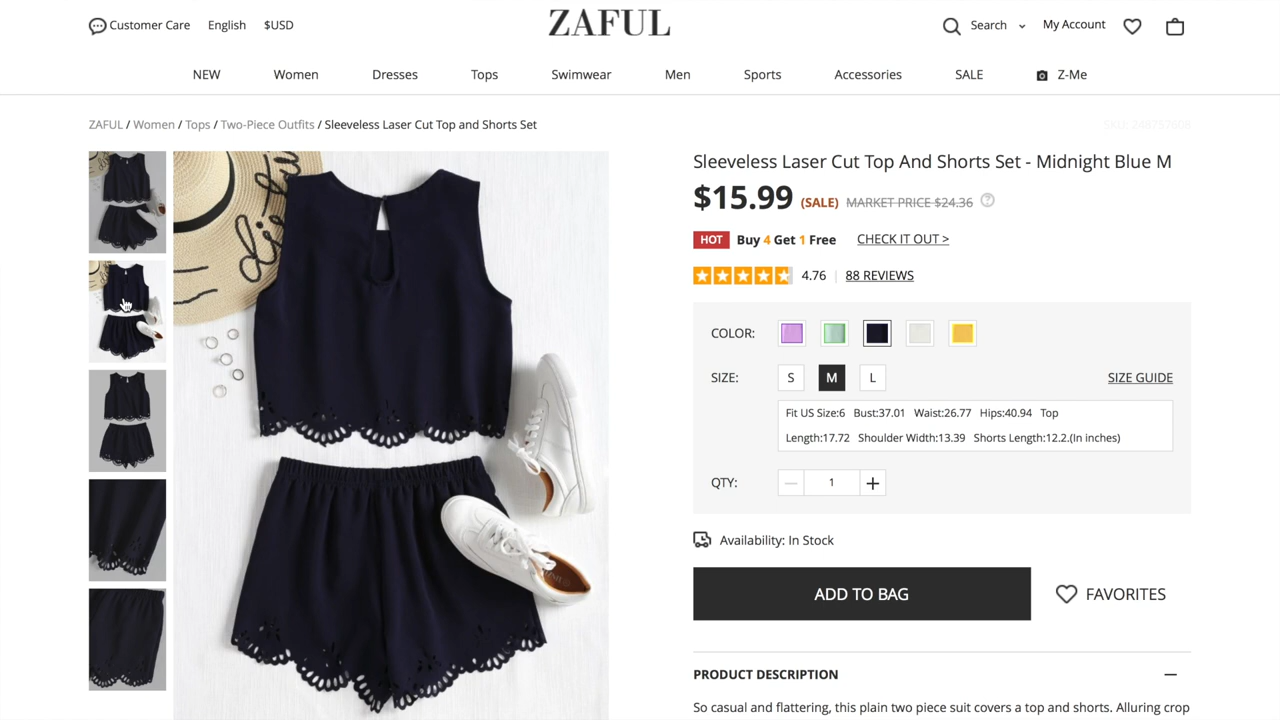 Customer Care English $USD
ZAFUL
Search My Account
NEW Women Dresses Tops Swimwear Men Sports Accessories SALE Z-Me
ZAFUL / Women / Tops / Two-Piece Outfits / Sleeveless Laser Cut Top and Shorts Set
SKU: 248757608
Sleeveless Laser Cut Top And Shorts Set - Midnight Blue M
$15.99 (SALE) MARKET PRICE $24.36 ?
HOT Buy 4 Get 1 Free CHECK IT OUT >
4.76 | 88 REVIEWS
COLOR:
SIZE: S M L SIZE GUIDE
Fit US Size:6 Bust:37.01 Waist:26.77 Hips:40.94 Top
Length:17.72 Shoulder Width:13.39 Shorts Length:12.2.(In inches)
QTY: — 1 +
Availability: In Stock
ADD TO BAG FAVORITES
PRODUCT DESCRIPTION —
So casual and flattering, this plain two piece suit covers a top and shorts. Alluring crop